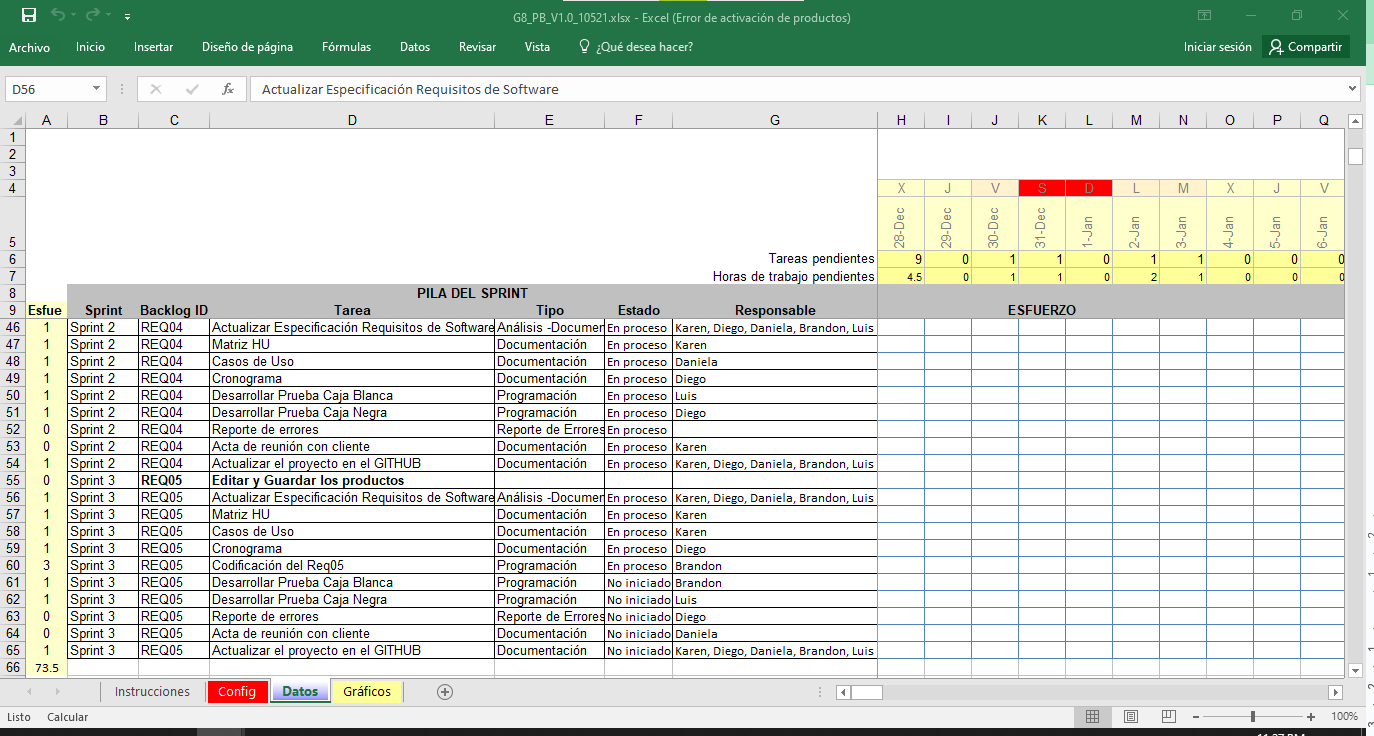 G8_PB_V1.0_10521.xlsx - Excel (Error de activación de productos)
Archivo Inicio Insertar Diseño de página Fórmulas Datos Revisar Vista ¿Qué desea hacer? Iniciar sesión Compartir
D56 fx Actualizar Especificación Requisitos de Software
A B C D E F G H I J K L M N O P Q
1
2
3
4 X J V S D L M X J V
5 28-Dec 29-Dec 30-Dec 31-Dec 1-Jan 2-Jan 3-Jan 4-Jan 5-Jan 6-Jan
6 Tareas pendientes 9 0 1 1 0 1 1 0 0 0
7 Horas de trabajo pendientes 4.5 0 1 1 0 2 1 0 0 0
8 PILA DEL SPRINT
9 Esfue Sprint Backlog ID Tarea Tipo Estado Responsable ESFUERZO
46 1 Sprint 2 REQ04 Actualizar Especificación Requisitos de Software Análisis -Documen En proceso Karen, Diego, Daniela, Brandon, Luis
47 1 Sprint 2 REQ04 Matriz HU Documentación En proceso Karen
48 1 Sprint 2 REQ04 Casos de Uso Documentación En proceso Daniela
49 1 Sprint 2 REQ04 Cronograma Documentación En proceso Diego
50 1 Sprint 2 REQ04 Desarrollar Prueba Caja Blanca Programación En proceso Luis
51 1 Sprint 2 REQ04 Desarrollar Prueba Caja Negra Programación En proceso Diego
52 0 Sprint 2 REQ04 Reporte de errores Reporte de Errores En proceso
53 0 Sprint 2 REQ04 Acta de reunión con cliente Documentación En proceso Karen
54 1 Sprint 2 REQ04 Actualizar el proyecto en el GITHUB Documentación En proceso Karen, Diego, Daniela, Brandon, Luis
55 0 Sprint 3 REQ05 Editar y Guardar los productos
56 1 Sprint 3 REQ05 Actualizar Especificación Requisitos de Software Análisis -Documen En proceso Karen, Diego, Daniela, Brandon, Luis
57 1 Sprint 3 REQ05 Matriz HU Documentación En proceso Karen
58 1 Sprint 3 REQ05 Casos de Uso Documentación En proceso Karen
59 1 Sprint 3 REQ05 Cronograma Documentación En proceso Diego
60 3 Sprint 3 REQ05 Codificación del Req05 Programación En proceso Brandon
61 1 Sprint 3 REQ05 Desarrollar Prueba Caja Blanca Programación No iniciado Brandon
62 1 Sprint 3 REQ05 Desarrollar Prueba Caja Negra Programación No iniciado Luis
63 0 Sprint 3 REQ05 Reporte de errores Reporte de Errores No iniciado Diego
64 0 Sprint 3 REQ05 Acta de reunión con cliente Documentación No iniciado Daniela
65 1 Sprint 3 REQ05 Actualizar el proyecto en el GITHUB Documentación No iniciado Karen, Diego, Daniela, Brandon, Luis
66 73.5
Instrucciones Config Datos Gráficos
Listo Calcular 100%